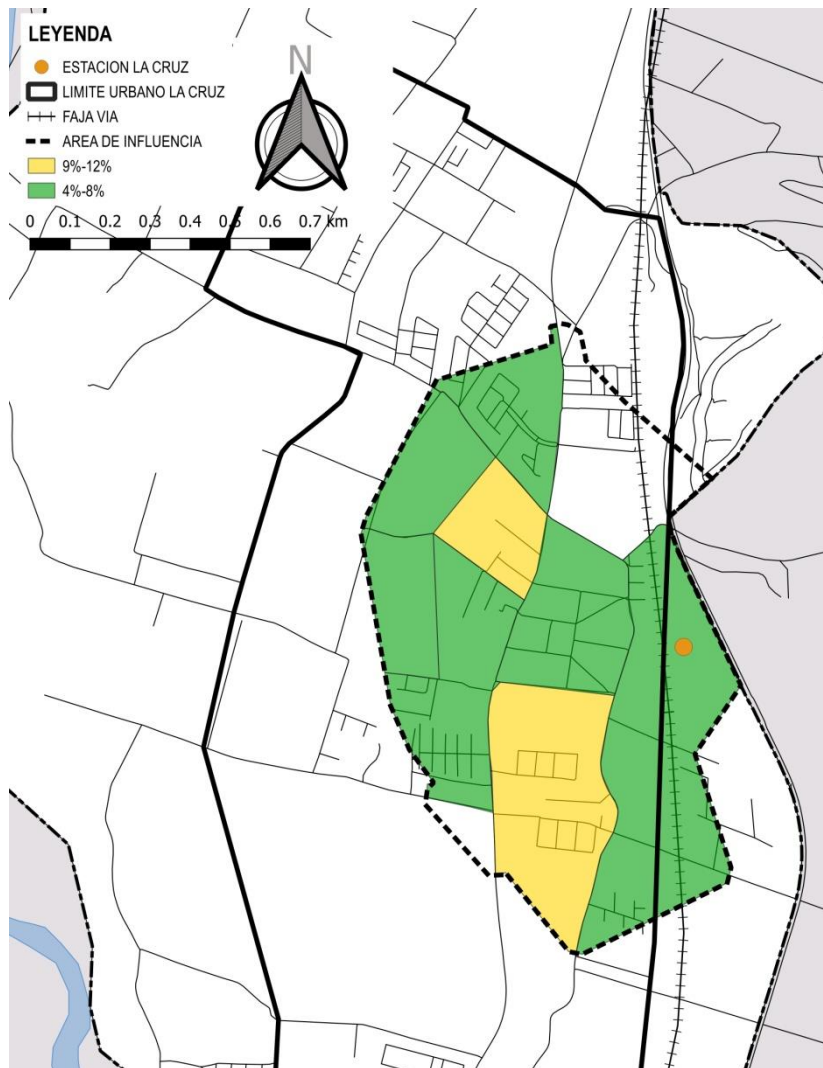 LEYENDA
N
ESTACION LA CRUZ
LIMITE URBANO LA CRUZ
FAJA VIA
AREA DE INFLUENCIA
9%-12%
4%-8%
0 0.1 0.2 0.3 0.4 0.5 0.6 0.7 km